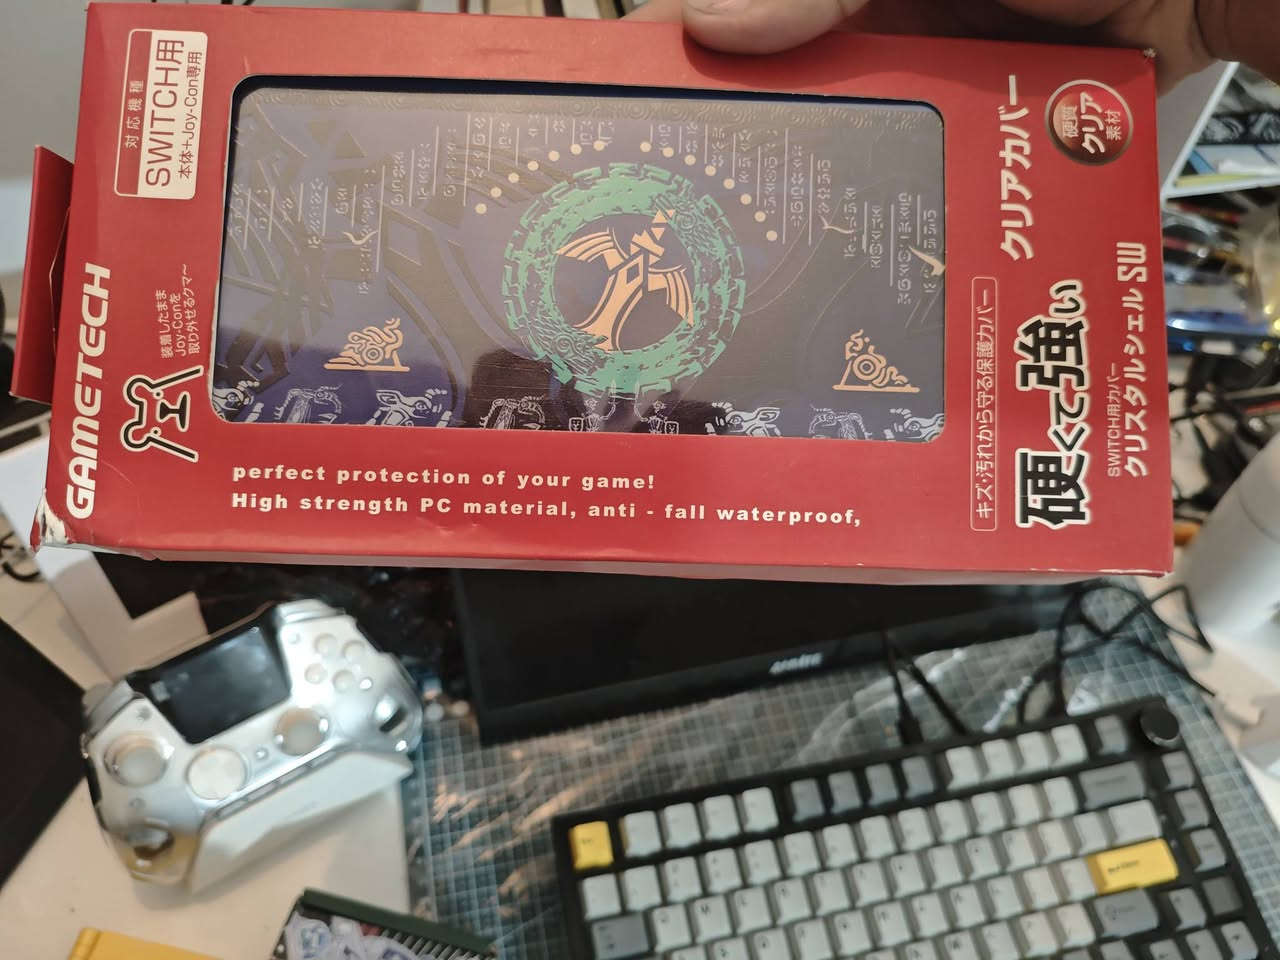 対応機種
SWITCH用
本体+Joy-Con専用
GAMETECH
装着したまま
Joy-Conを
取り外せるクマ〜
perfect protection of your game!
High strength PC material, anti - fall waterproof,
硬質
クリア
素材
クリアカバー
キズ・汚れから守る保護カバー
硬くて強い
SWITCH用カバー
クリスタルシェル SW